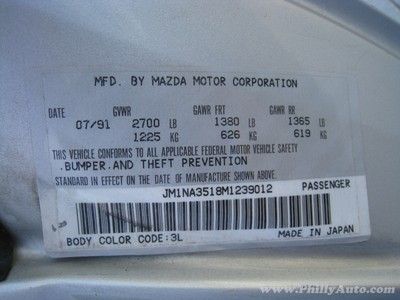 MFD. BY MAZDA MOTOR CORPORATION
DATE GVWR GAWR FRT GAWR RR
07/91 2700 LB 1380 LB 1365 LB
1225 KG 626 KG 619 KG
THIS VEHICLE CONFORMS TO ALL APPLICABLE FEDERAL MOTOR VEHICLE SAFETY
.BUMPER.AND THEFT PREVENTION
STANDARD IN EFFECT ON THE DATE OF MANUFACTURE SHOWN ABOVE.
JM1NA3518M1239012 PASSENGER
BODY COLOR CODE:3L MADE IN JAPAN
www.PhillyAuto.com